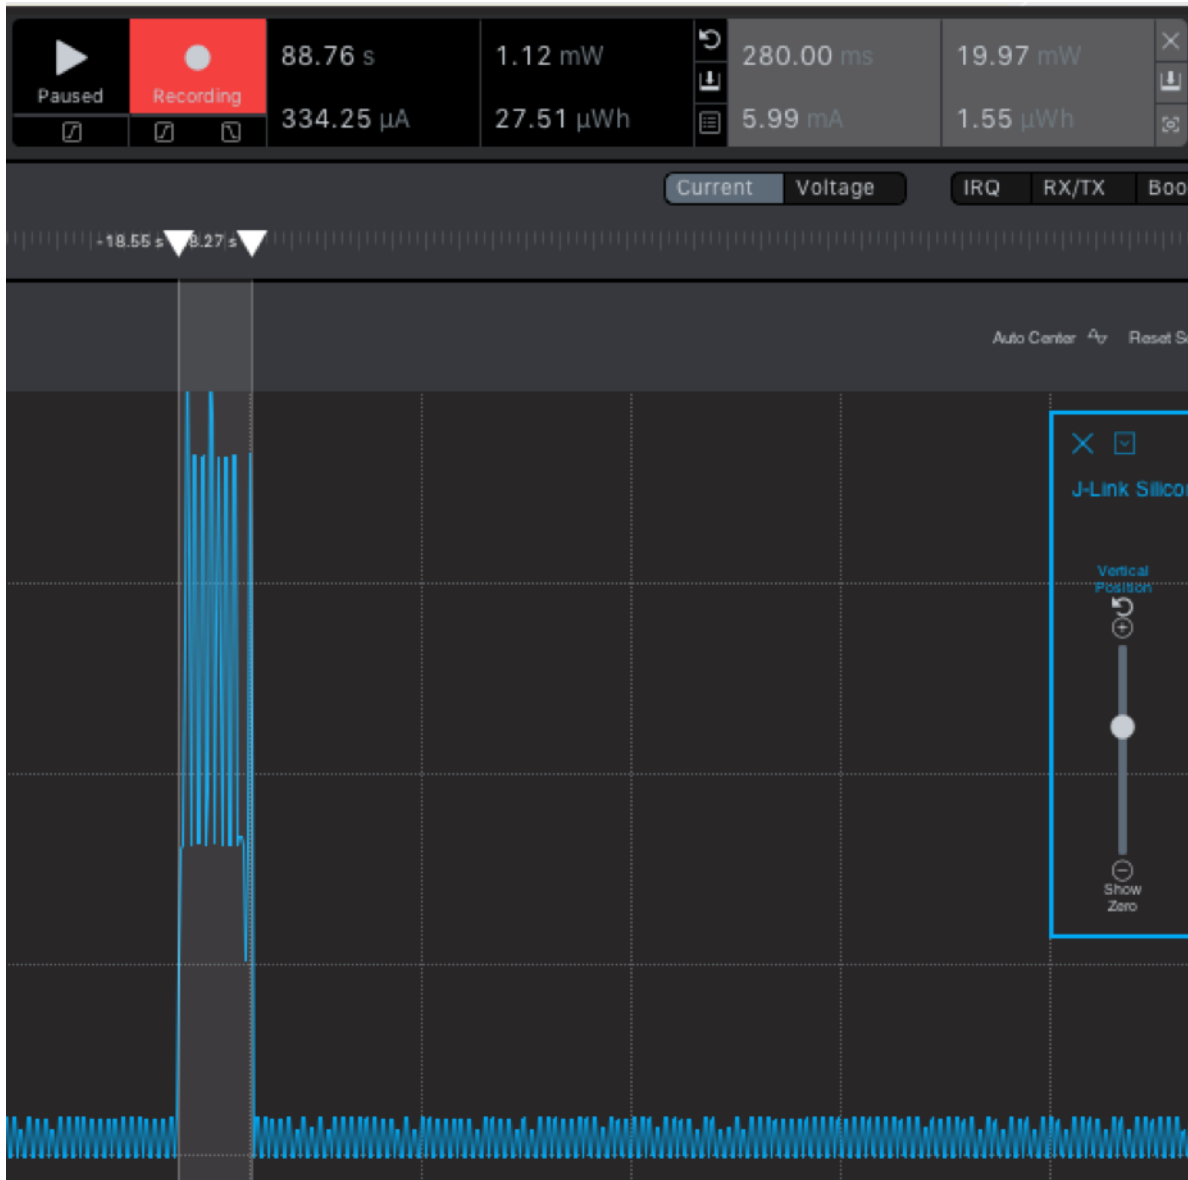 Paused
Recording
88.76 s
334.25 µA
1.12 mW
27.51 µWh
280.00 ms
5.99 mA
19.97 mW
1.55 µWh
Current
Voltage
IRQ
RX/TX
Boo
-18.55 s
8.27 s
Auto Center
Reset S
J-Link Silico
Vertical
Position
Show
Zero